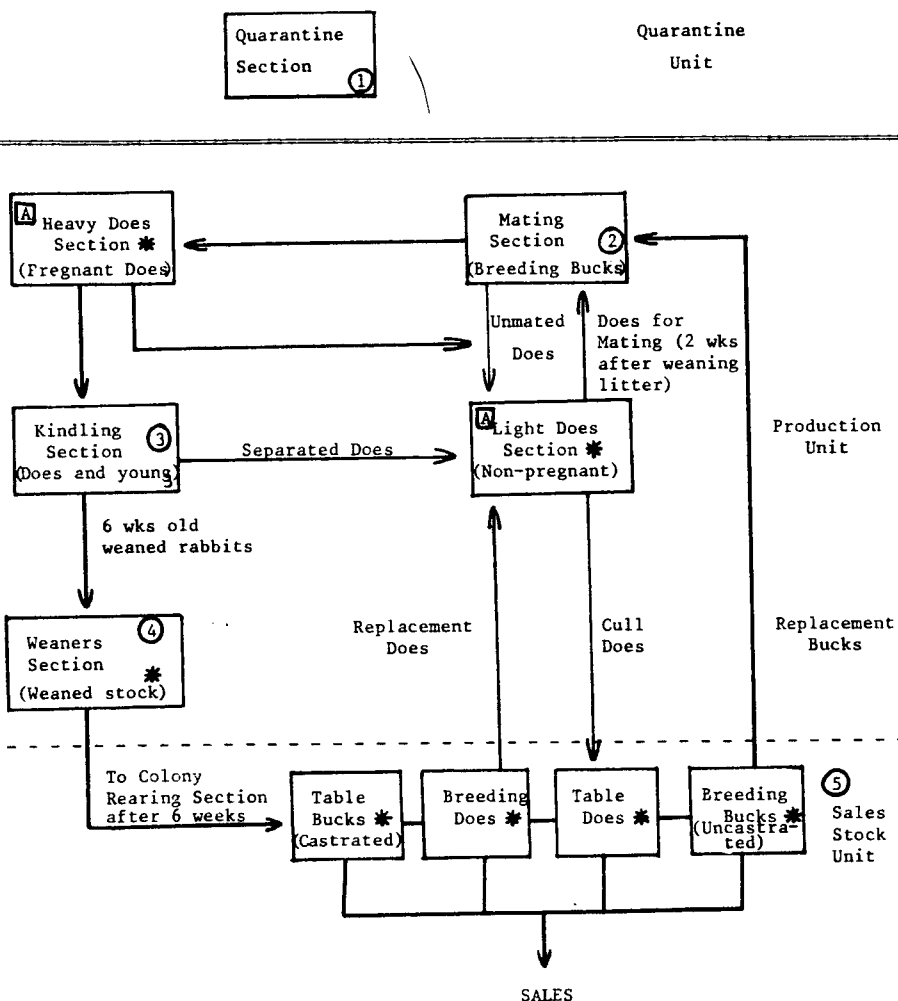 Quarantine
Section
1
Quarantine
Unit
A
Heavy Does
Section *
(Fregnant Does)
Mating
Section
2
(Breeding Bucks)
Unmated
Does
Does for
Mating (2 wks
after weaning
litter)
Kindling
Section
3
(Does and young)
Separated Does
A
Light Does
Section *
(Non-pregnant)
Production
Unit
6 wks old
weaned rabbits
4
Weaners
Section
*
(Weaned stock)
Replacement
Does
Cull
Does
Replacement
Bucks
To Colony
Rearing Section
after 6 weeks
Table
Bucks *
(Castrated)
Breeding
Does *
Table
Does *
Breeding
Bucks *
(Uncastra-
ted)
5
Sales
Stock
Unit
SALES